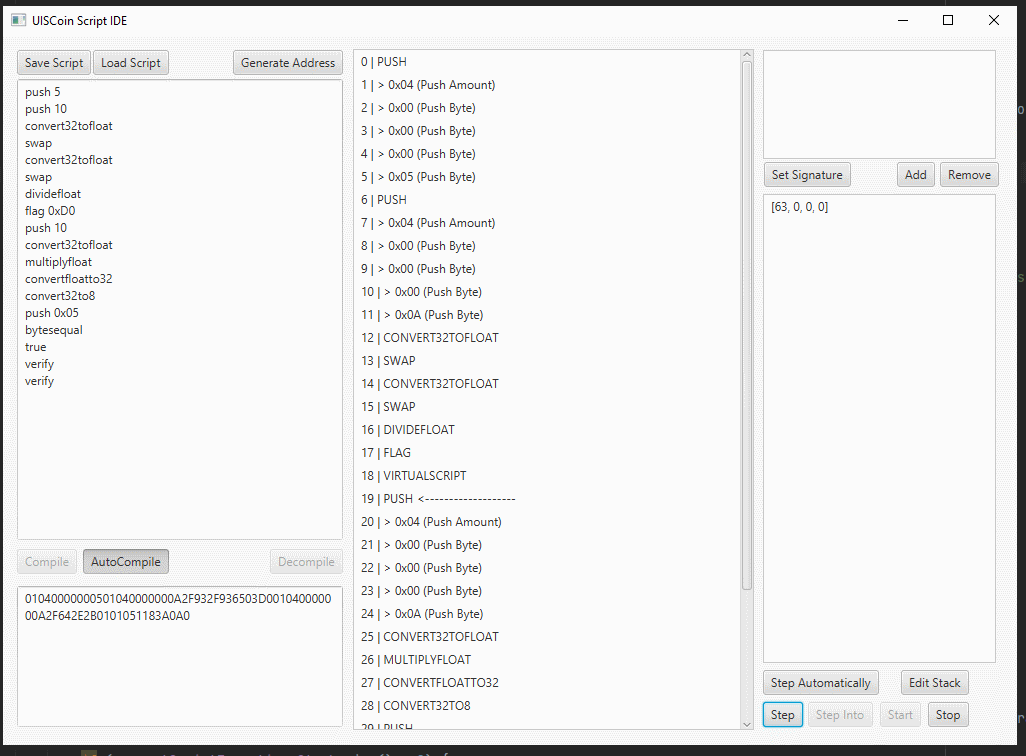 UISCoin Script IDE
Save Script
Load Script
Generate Address
push 5
push 10
convert32tofloat
swap
convert32tofloat
swap
dividefloat
flag 0xD0
push 10
convert32tofloat
multiplyfloat
convertfloatto32
convert32to8
push 0x05
bytesequal
true
verify
verify
Compile
AutoCompile
Decompile
01040000000501040000000A2F932F936503D0010400000
00A2F642E2B0101051183A0A0
0 | PUSH
1 | > 0x04 (Push Amount)
2 | > 0x00 (Push Byte)
3 | > 0x00 (Push Byte)
4 | > 0x00 (Push Byte)
5 | > 0x05 (Push Byte)
6 | PUSH
7 | > 0x04 (Push Amount)
8 | > 0x00 (Push Byte)
9 | > 0x00 (Push Byte)
10 | > 0x00 (Push Byte)
11 | > 0x0A (Push Byte)
12 | CONVERT32TOFLOAT
13 | SWAP
14 | CONVERT32TOFLOAT
15 | SWAP
16 | DIVIDEFLOAT
17 | FLAG
18 | VIRTUALSCRIPT
19 | PUSH <-------------------
20 | > 0x04 (Push Amount)
21 | > 0x00 (Push Byte)
22 | > 0x00 (Push Byte)
23 | > 0x00 (Push Byte)
24 | > 0x0A (Push Byte)
25 | CONVERT32TOFLOAT
26 | MULTIPLYFLOAT
27 | CONVERTFLOATTO32
28 | CONVERT32TO8
29 | PUSH
Set Signature
Add
Remove
[63, 0, 0, 0]
Step Automatically
Edit Stack
Step
Step Into
Start
Stop